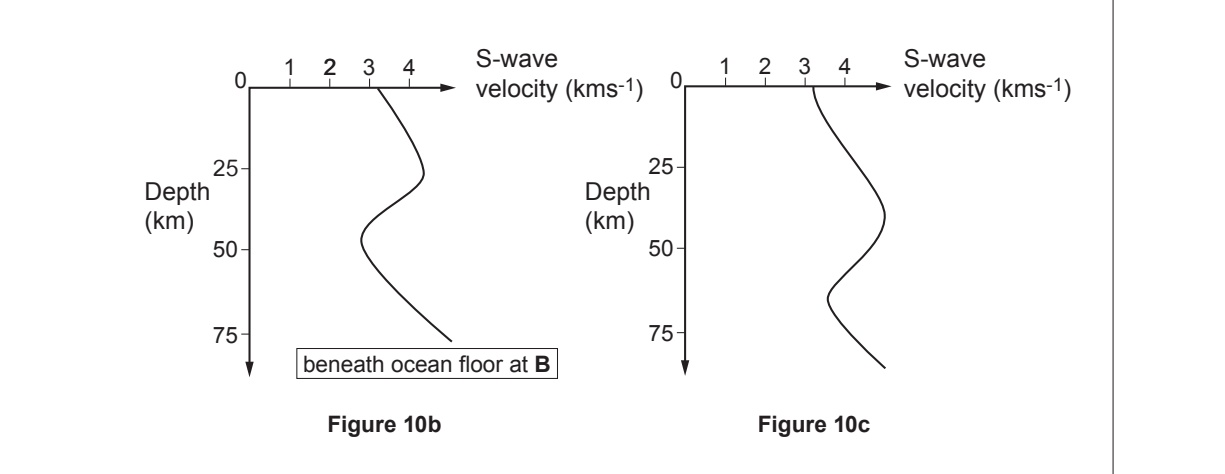 0 1 2 3 4 S-wave velocity (kms-1)
25
Depth (km)
50
75
beneath ocean floor at B
Figure 10b
0 1 2 3 4 S-wave velocity (kms-1)
25
Depth (km)
50
75
Figure 10c